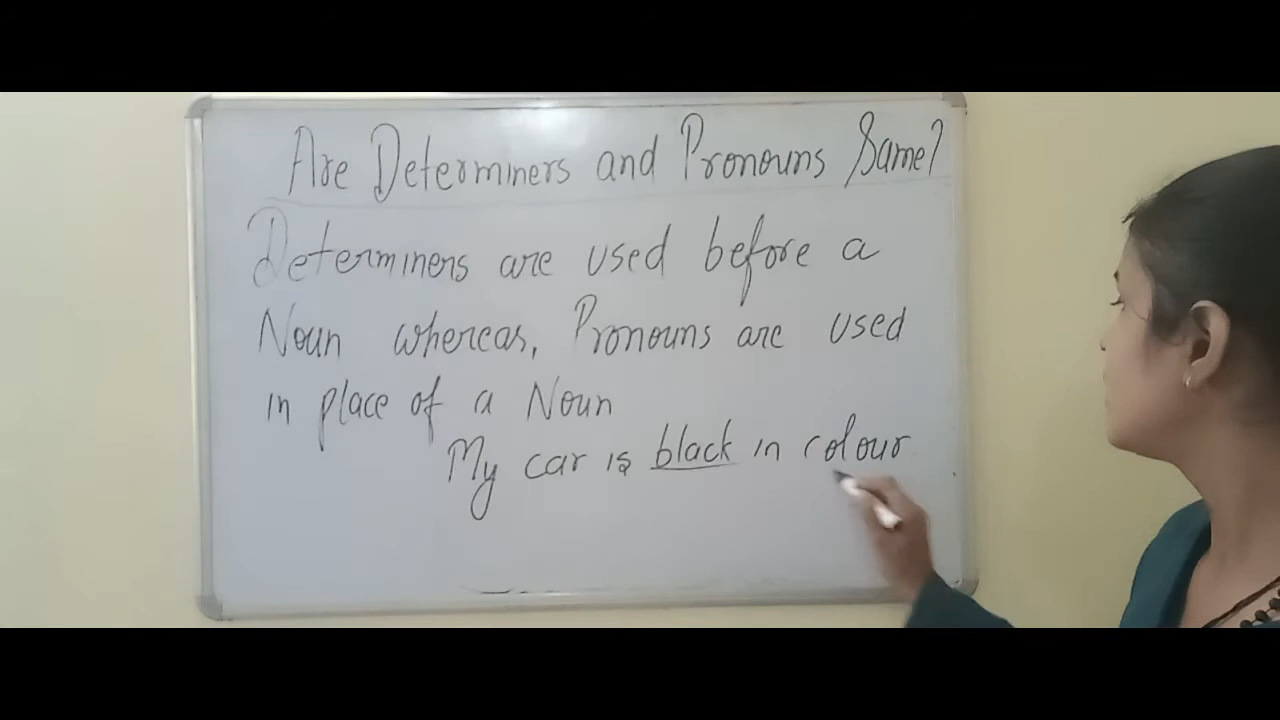 Are Determiners and Pronouns Same?
Determiners are used before a
Noun whereas, Pronouns are used
in place of a Noun
My car is black in colour